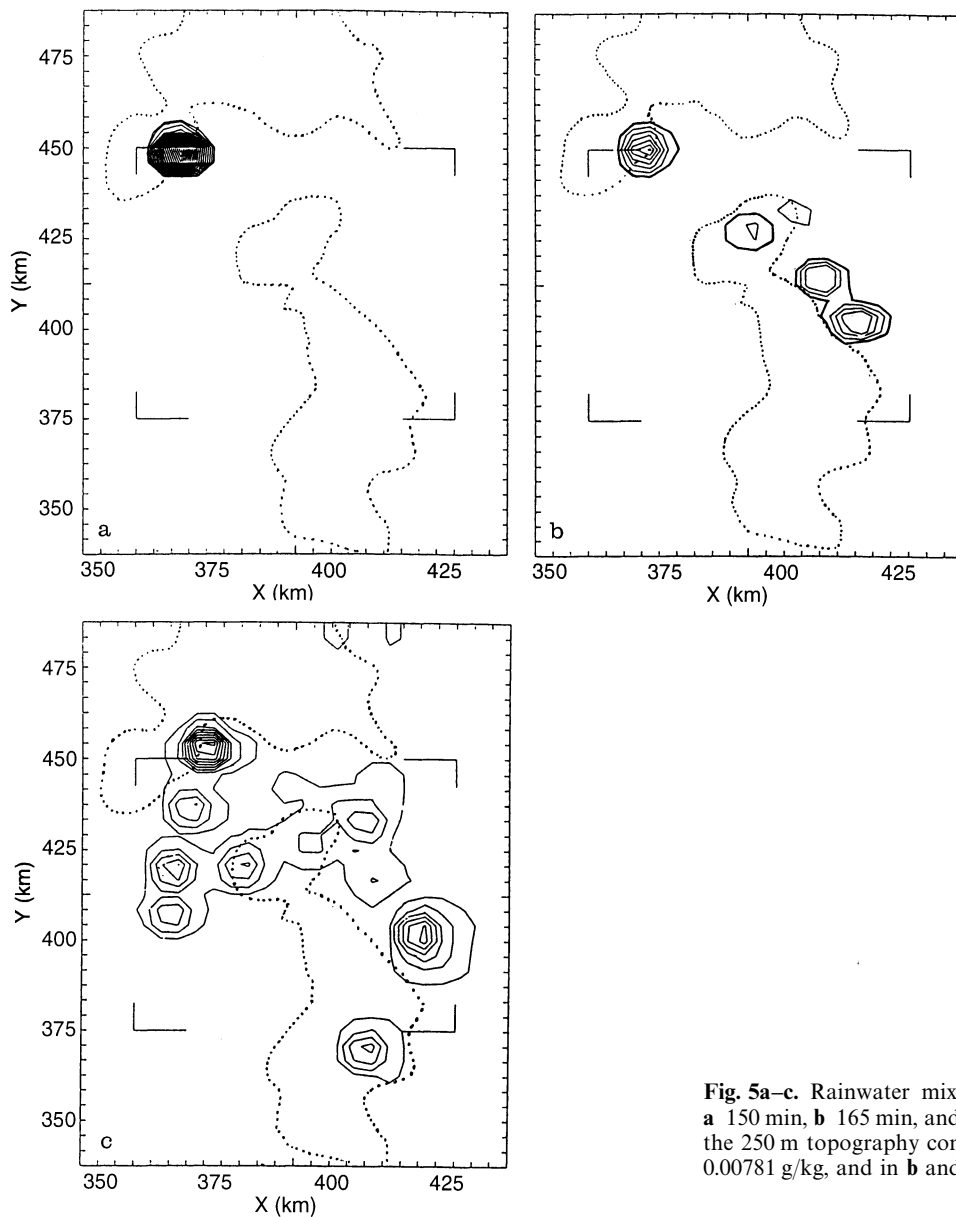 475
450
425
400
375
350
Y (km)
a
350
375
400
425
X (km)
b
350
375
400
425
X (km)
475
450
425
400
375
350
Y (km)
c
350
375
400
425
X (km)
Fig. 5a–c. Rainwater mix
a 150 min, b 165 min, and
the 250 m topography con
0.00781 g/kg, and in b and